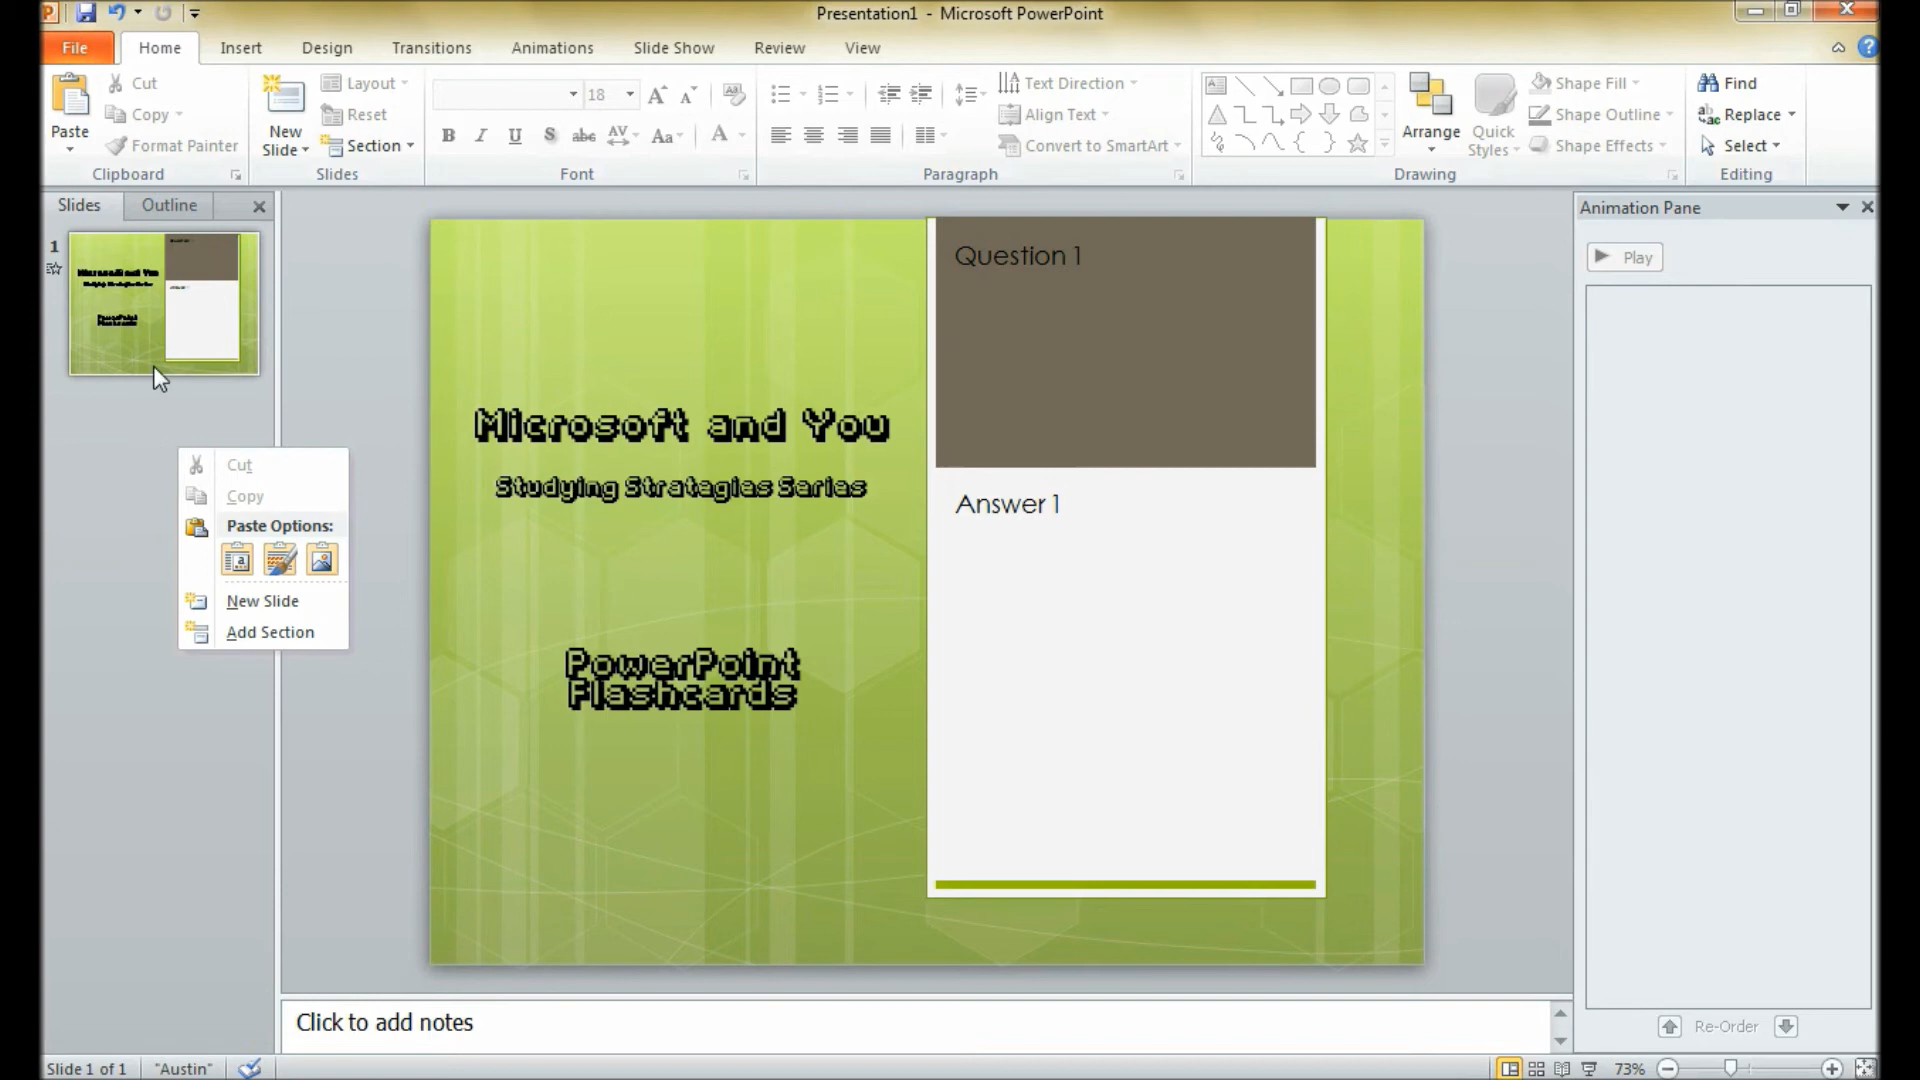 Presentation1 - Microsoft PowerPoint
File Home Insert Design Transitions Animations Slide Show Review View
Paste
Cut
Copy
Format Painter
Clipboard
New
Slide
Layout
Reset
Section
Slides
18
B I U S abc AV Aa A
Font
Text Direction
Align Text
Convert to SmartArt
Paragraph
Arrange
Quick
Styles
Shape Fill
Shape Outline
Shape Effects
Drawing
Find
Replace
Select
Editing
Slides Outline
1
Cut
Copy
Paste Options:
New Slide
Add Section
Microsoft and You
Studying Strategies Series
PowerPoint
Flashcards
Question 1
Answer 1
Animation Pane
Play
Re-Order
Click to add notes
Slide 1 of 1 "Austin" 73%